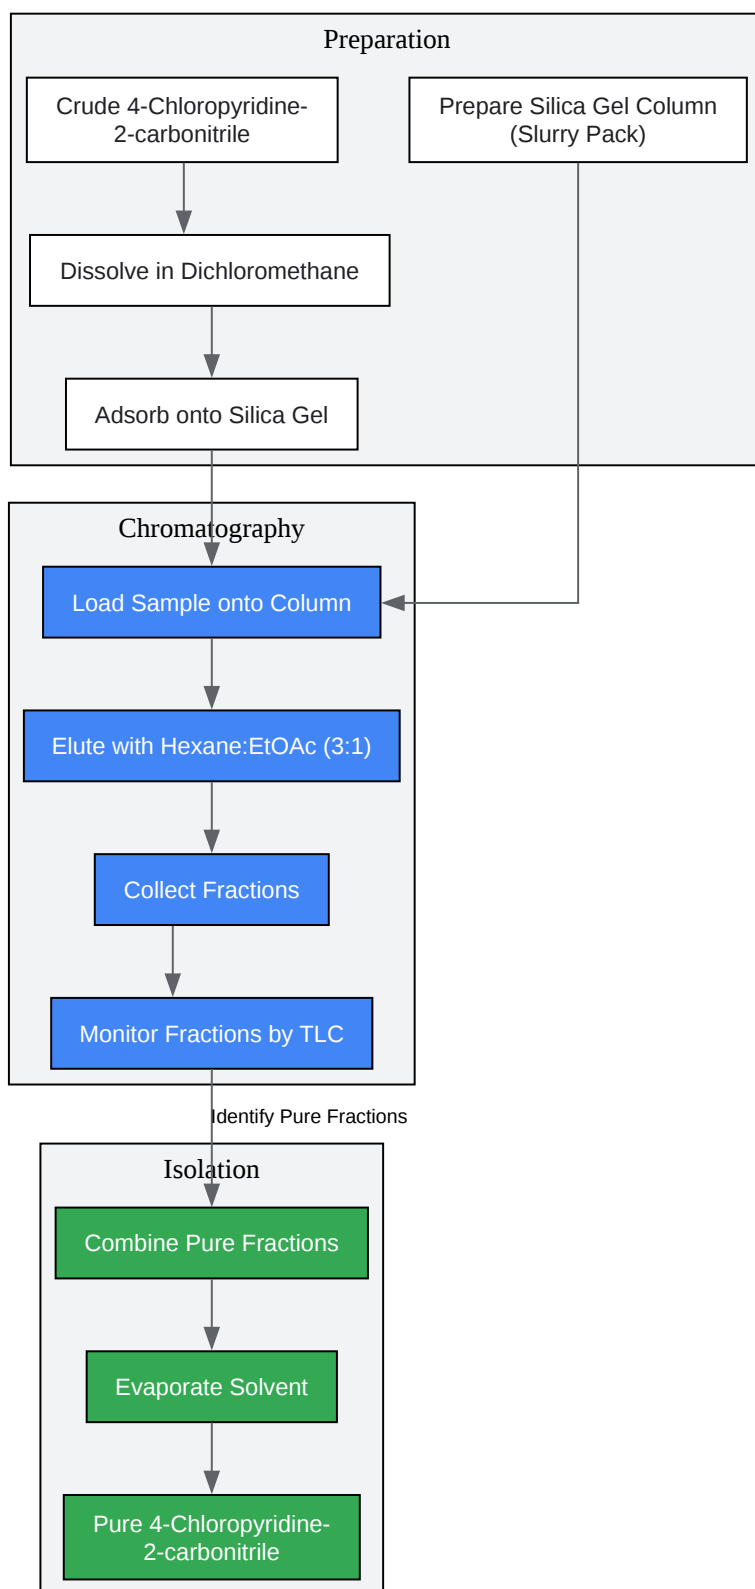 Preparation
Crude 4-Chloropyridine-
2-carbonitrile
Prepare Silica Gel Column
(Slurry Pack)
Dissolve in Dichloromethane
Adsorb onto Silica Gel
Chromatography
Load Sample onto Column
Elute with Hexane:EtOAc (3:1)
Collect Fractions
Monitor Fractions by TLC
Identify Pure Fractions
Isolation
Combine Pure Fractions
Evaporate Solvent
Pure 4-Chloropyridine-
2-carbonitrile